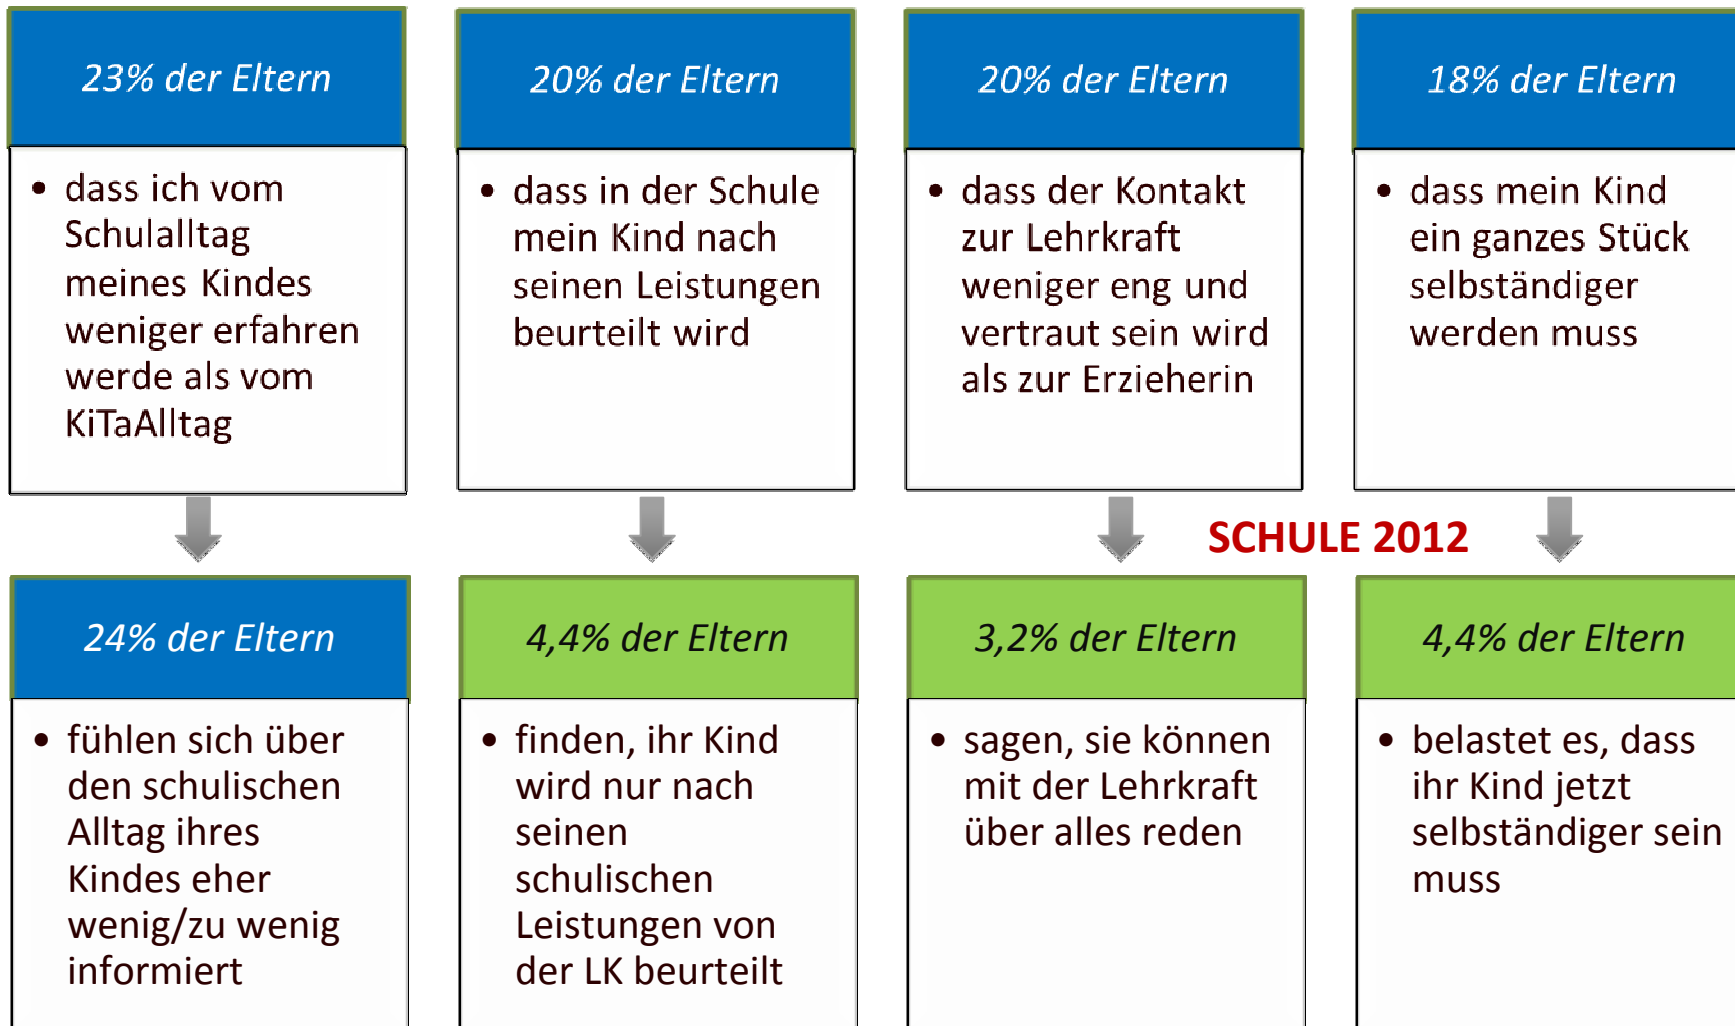 23% der Eltern
• dass ich vom
Schulalltag
meines Kindes
weniger erfahren
werde als vom
KiTaAlltag
20% der Eltern
• dass in der Schule
mein Kind nach
seinen Leistungen
beurteilt wird
20% der Eltern
• dass der Kontakt
zur Lehrkraft
weniger eng und
vertraut sein wird
als zur Erzieherin
18% der Eltern
• dass mein Kind
ein ganzes Stück
selbständiger
werden muss
SCHULE 2012
24% der Eltern
• fühlen sich über
den schulischen
Alltag ihres
Kindes eher
wenig/zu wenig
informiert
4,4% der Eltern
• finden, ihr Kind
wird nur nach
seinen
schulischen
Leistungen von
der LK beurteilt
3,2% der Eltern
• sagen, sie können
mit der Lehrkraft
über alles reden
4,4% der Eltern
• belastet es, dass
ihr Kind jetzt
selbständiger sein
muss